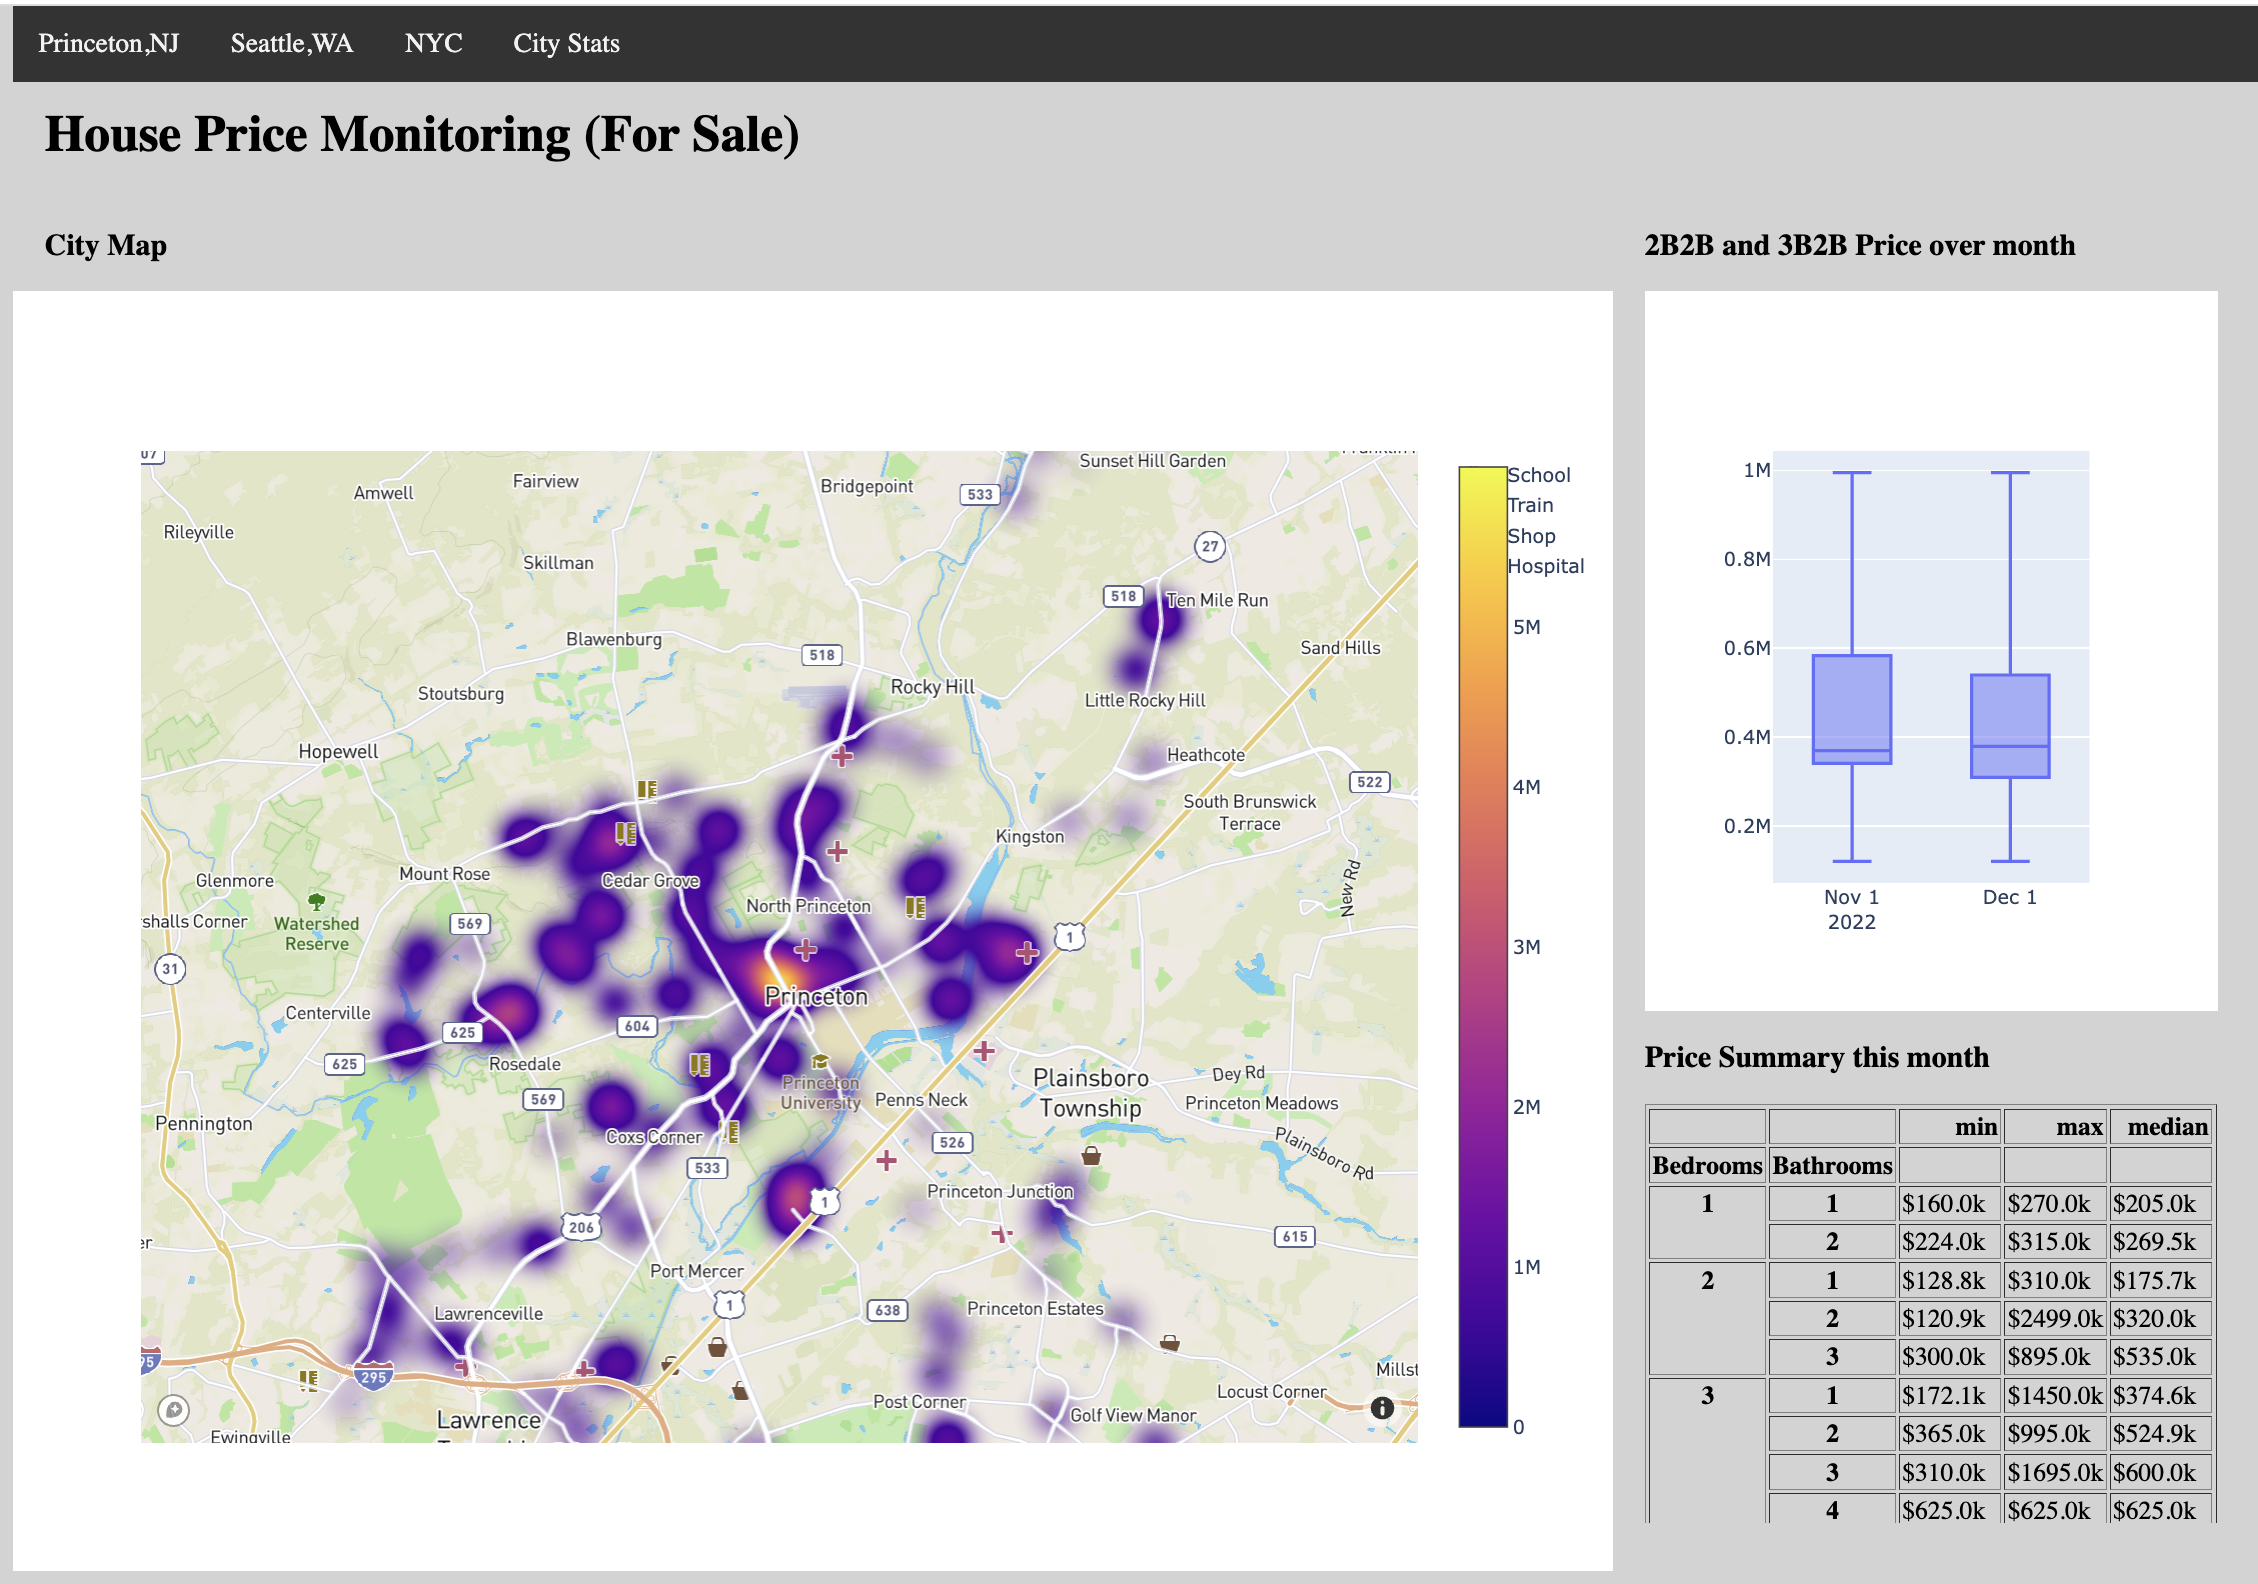 Princeton,NJ Seattle,WA NYC City Stats
House Price Monitoring (For Sale)
City Map
07
Sunset Hill Garden
Fairview
Bridgepoint
Amwell
533
Rileyville
27
Skillman
518
Ten Mile Run
Blawenburg
518
Sand Hills
Rocky Hill
Stoutsburg
Little Rocky Hill
Hopewell
Heathcote
522
South Brunswick
Terrace
Kingston
Mount Rose
Glenmore
Cedar Grove
New Rd
North Princeton
shalls Corner
Watershed
Reserve
569
1
31
Princeton
Centerville
604
625
625
Rosedale
Princeton
University
Plainsboro
Township
Dey Rd
569
Penns Neck
Princeton Meadows
Pennington
Coxs Corner
526
Plainsboro Rd
533
Princeton Junction
1
206
615
er
Port Mercer
1
638
Princeton Estates
Lawrenceville
95
295
Millst
Locust Corner
Post Corner
Golf View Manor
Lawrence
Ewingville
School
Train
Shop
Hospital
5M
4M
3M
2M
1M
0
2B2B and 3B2B Price over month
1M
0.8M
0.6M
0.4M
0.2M
Nov 1 Dec 1
2022
Price Summary this month
min max median
Bedrooms Bathrooms
1 1 $160.0k $270.0k $205.0k
2 $224.0k $315.0k $269.5k
2 1 $128.8k $310.0k $175.7k
2 $120.9k $2499.0k $320.0k
3 $300.0k $895.0k $535.0k
3 1 $172.1k $1450.0k $374.6k
2 $365.0k $995.0k $524.9k
3 $310.0k $1695.0k $600.0k
4 $625.0k $625.0k $625.0k